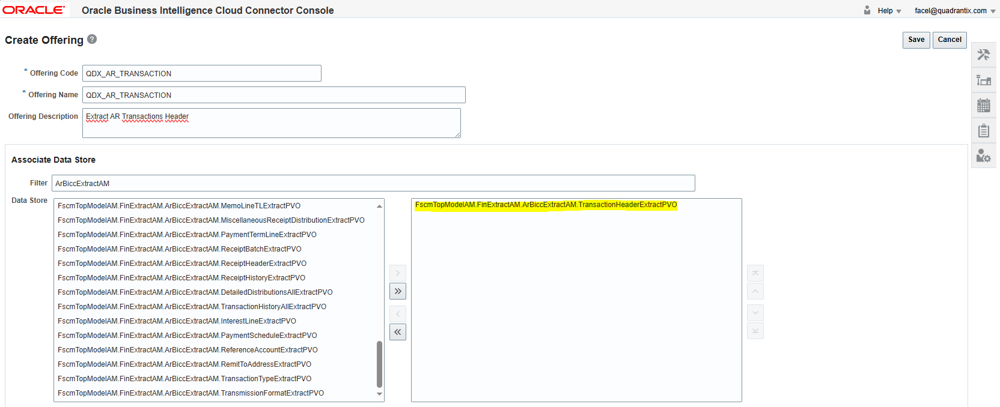 ORACLE Oracle Business Intelligence Cloud Connector Console Help facel@quadrantix.com
Create Offering ? Save Cancel
* Offering Code QDX_AR_TRANSACTION
* Offering Name QDX_AR_TRANSACTION
Offering Description Extract AR Transactions Header
Associate Data Store
Filter ArBiccExtractAM
Data Store
FscmTopModelAM.FinExtractAM.ArBiccExtractAM.MemoLineTLExtractPVO
FscmTopModelAM.FinExtractAM.ArBiccExtractAM.MiscellaneousReceiptDistributionExtractPVO
FscmTopModelAM.FinExtractAM.ArBiccExtractAM.PaymentTermLineExtractPVO
FscmTopModelAM.FinExtractAM.ArBiccExtractAM.ReceiptBatchExtractPVO
FscmTopModelAM.FinExtractAM.ArBiccExtractAM.ReceiptHeaderExtractPVO
FscmTopModelAM.FinExtractAM.ArBiccExtractAM.ReceiptHistoryExtractPVO
FscmTopModelAM.FinExtractAM.ArBiccExtractAM.DetailedDistributionsAllExtractPVO
FscmTopModelAM.FinExtractAM.ArBiccExtractAM.TransactionHistoryAllExtractPVO
FscmTopModelAM.FinExtractAM.ArBiccExtractAM.InterestLineExtractPVO
FscmTopModelAM.FinExtractAM.ArBiccExtractAM.PaymentScheduleExtractPVO
FscmTopModelAM.FinExtractAM.ArBiccExtractAM.ReferenceAccountExtractPVO
FscmTopModelAM.FinExtractAM.ArBiccExtractAM.RemitToAddressExtractPVO
FscmTopModelAM.FinExtractAM.ArBiccExtractAM.TransactionTypeExtractPVO
FscmTopModelAM.FinExtractAM.ArBiccExtractAM.TransmissionFormatExtractPVO
FscmTopModelAM.FinExtractAM.ArBiccExtractAM.TransactionHeaderExtractPVO